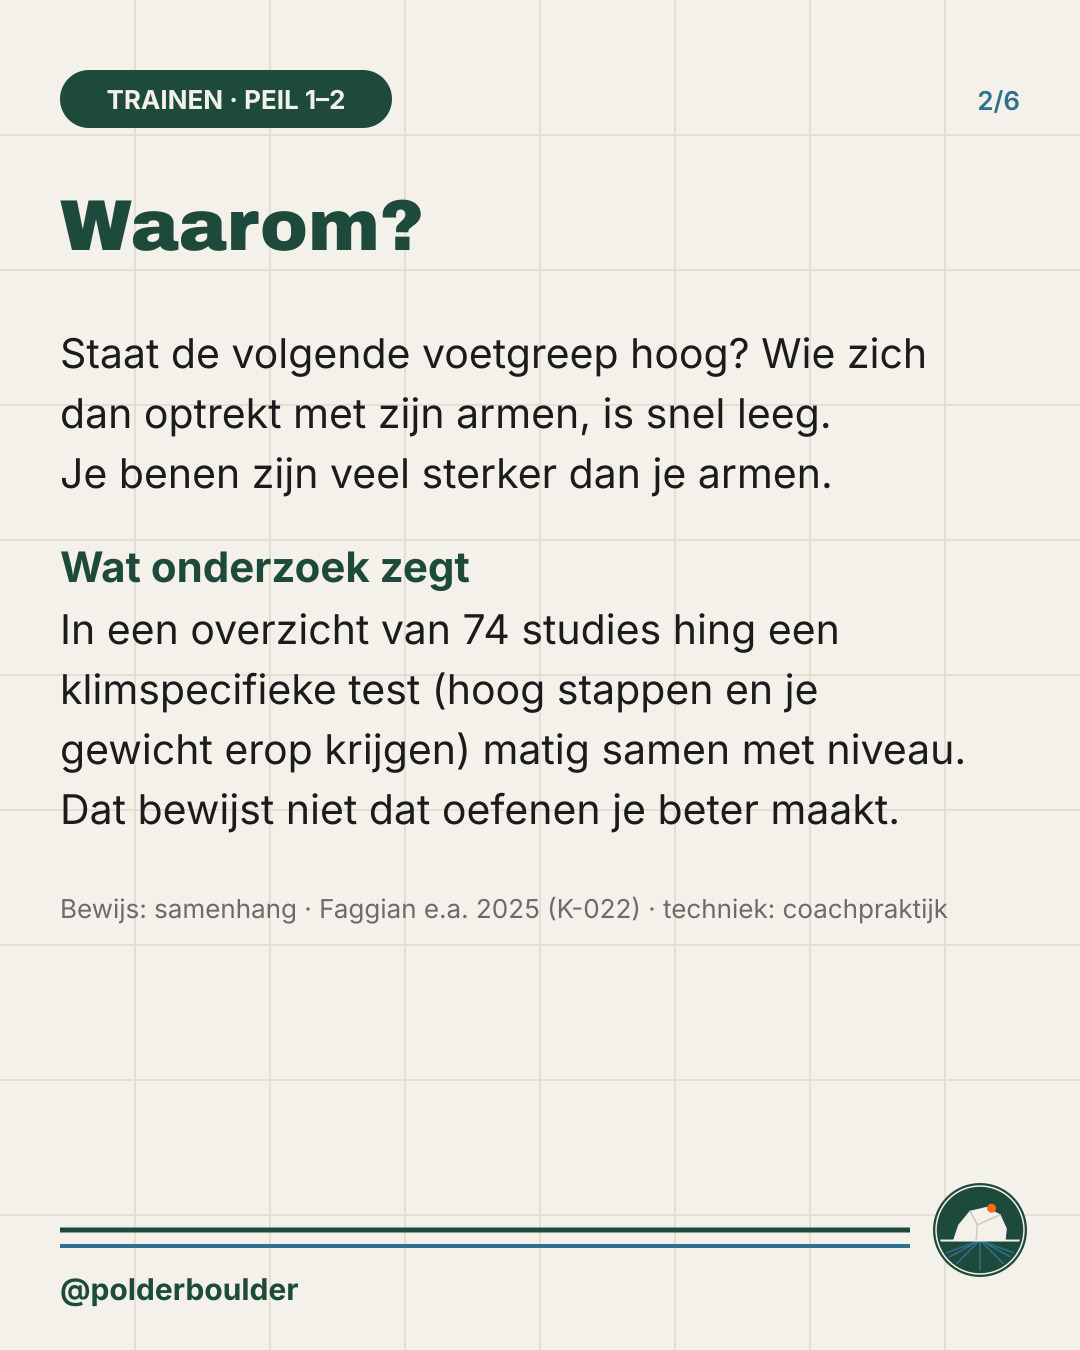 TRAINEN · PEIL 1–2
2/6
Waarom?
Staat de volgende voetgreep hoog? Wie zich
dan optrekt met zijn armen, is snel leeg.
Je benen zijn veel sterker dan je armen.
Wat onderzoek zegt
In een overzicht van 74 studies hing een
klimspecifieke test (hoog stappen en je
gewicht erop krijgen) matig samen met niveau.
Dat bewijst niet dat oefenen je beter maakt.
Bewijs: samenhang · Faggian e.a. 2025 (K-022) · techniek: coachpraktijk
@polderboulder